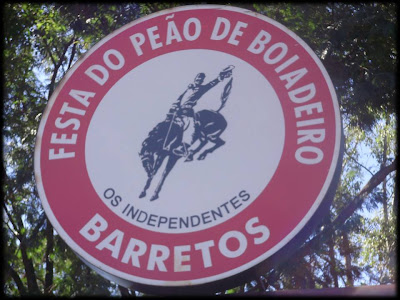 FESTA DO PEÃO DE BOIADEIRO
OS INDEPENDENTES
BARRETOS